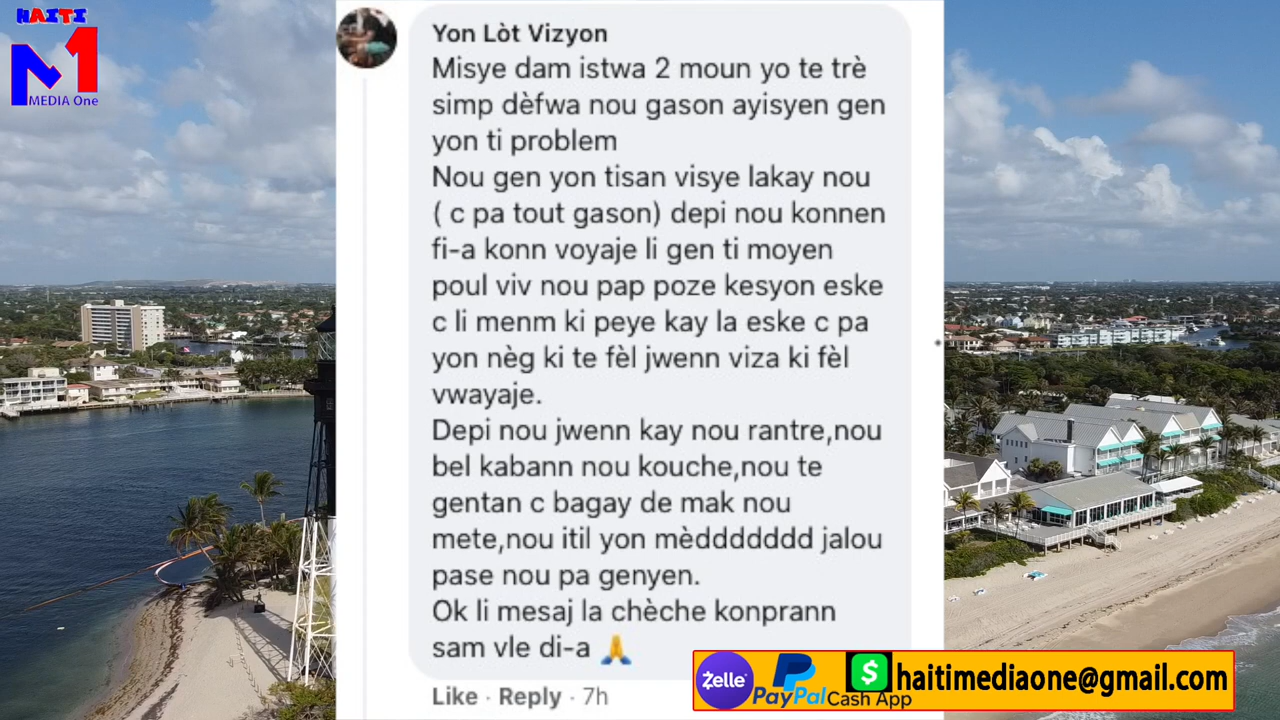 HAITI
M1
MEDIA One
Yon Lòt Vizyon
Misye dam istwa 2 moun yo te trè
simp dèfwa nou gason ayisyen gen
yon ti problem
Nou gen yon tisan visye lakay nou
( c pa tout gason) depi nou konnen
fi-a konn voyaje li gen ti moyen
poul viv nou pap poze kesyon eske
c li menm ki peye kay la eske c pa
yon nèg ki te fèl jwenn viza ki fèl
vwayaje.
Depi nou jwenn kay nou rantre,nou
bel kabann nou kouche,nou te
gentan c bagay de mak nou
mete,nou itil yon mèddddddd jalou
pase nou pa genyen.
Ok li mesaj la chèche konprann
sam vle di-a 🙏
Like · Reply · 7h
Zelle
PayPal
$
Cash App
haitimediaone@gmail.com